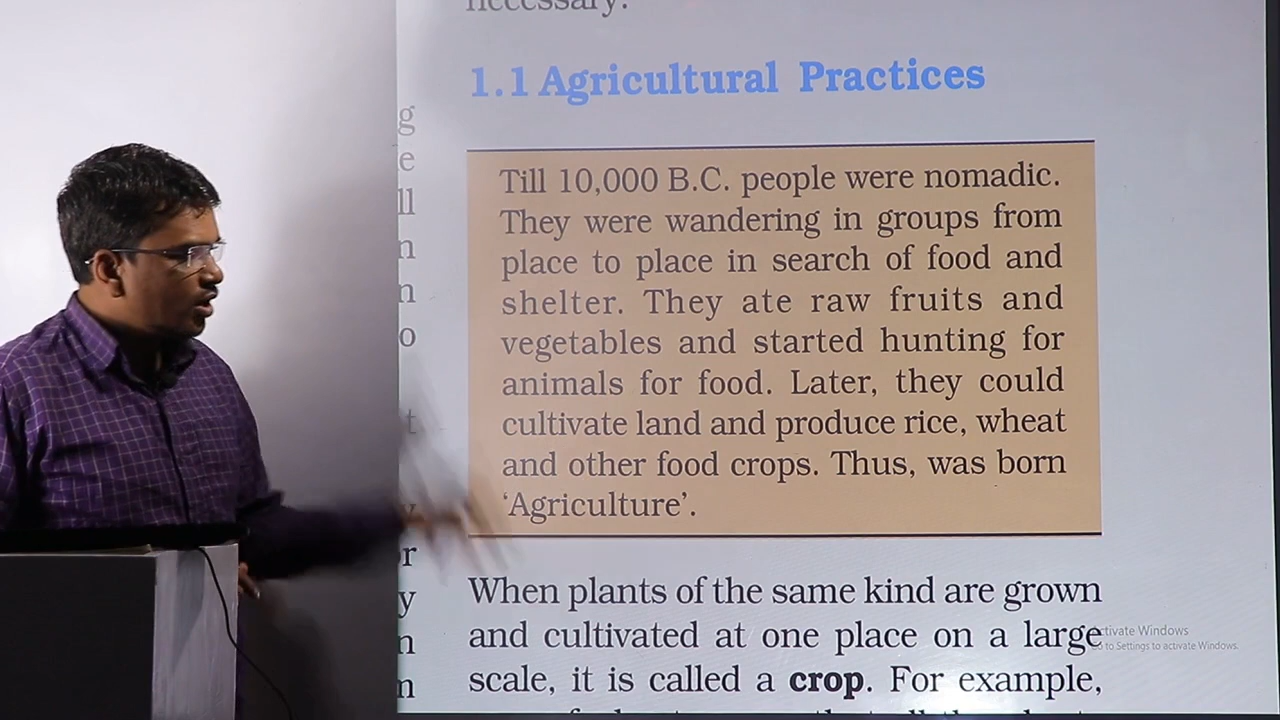 necessary.
1.1 Agricultural Practices
Till 10,000 B.C. people were nomadic.
They were wandering in groups from
place to place in search of food and
shelter. They ate raw fruits and
vegetables and started hunting for
animals for food. Later, they could
cultivate land and produce rice, wheat
and other food crops. Thus, was born
‘Agriculture’.
When plants of the same kind are grown
and cultivated at one place on a large
scale, it is called a crop. For example,
Activate Windows
Go to Settings to activate Windows.